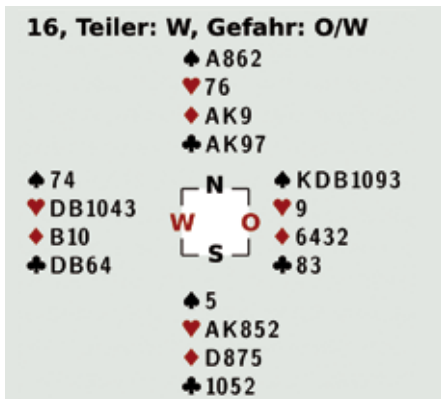 16, Teiler: W, Gefahr: O/W
♠ A862
♥ 76
♦ AK9
♣ AK97
♠ 74
♥ DB1043
♦ B10
♣ DB64
N
W O
S
♠ KDB1093
♥ 9
♦ 6432
♣ 83
♠ 5
♥ AK852
♦ D875
♣ 1052